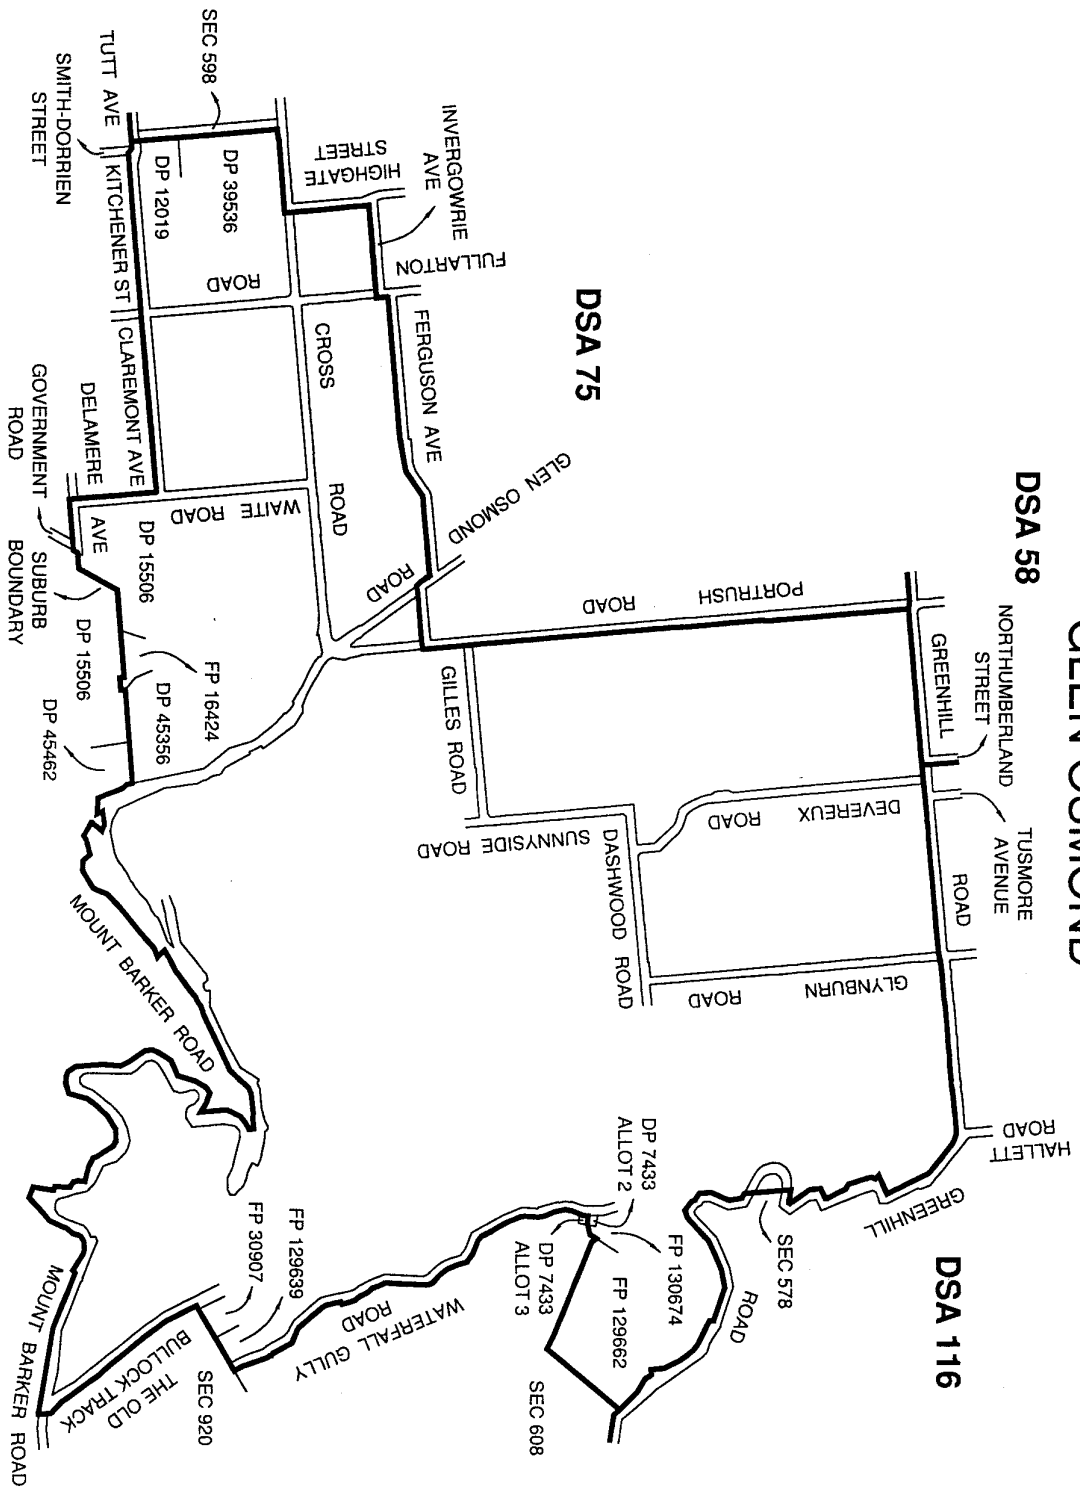 GLEN OSMOND
DSA 58
DSA 75
DSA 116
NORTHUMBERLAND
STREET
TUSMORE
AVENUE
GREENHILL
ROAD
HALLETT
ROAD
GREENHILL
ROAD
PORTRUSH
ROAD
DEVEREUX
ROAD
GLYNBURN
ROAD
DASHWOOD ROAD
SUNNYSIDE ROAD
GILLES ROAD
SEC 578
DP 7433
ALLOT 2
FP 130674
FP 129662
DP 7433
ALLOT 3
SEC 608
WATERFALL GULLY
ROAD
FP 129639
FP 30907
SEC 920
THE OLD
BULLOCK TRACK
MOUNT BARKER ROAD
MOUNT BARKER ROAD
GLEN OSMOND
ROAD
INVERGOWRIE
AVE
FULLARTON
ROAD
FERGUSON AVE
HIGHGATE
STREET
CROSS
ROAD
WAITE ROAD
SEC 598
DP 39536
DP 12019
TUTT AVE
KITCHENER ST
SMITH-DORRIEN
STREET
CLAREMONT AVE
DELAMERE
AVE
GOVERNMENT
ROAD
SUBURB
BOUNDARY
DP 15506
DP 15506
FP 16424
DP 45356
DP 45462